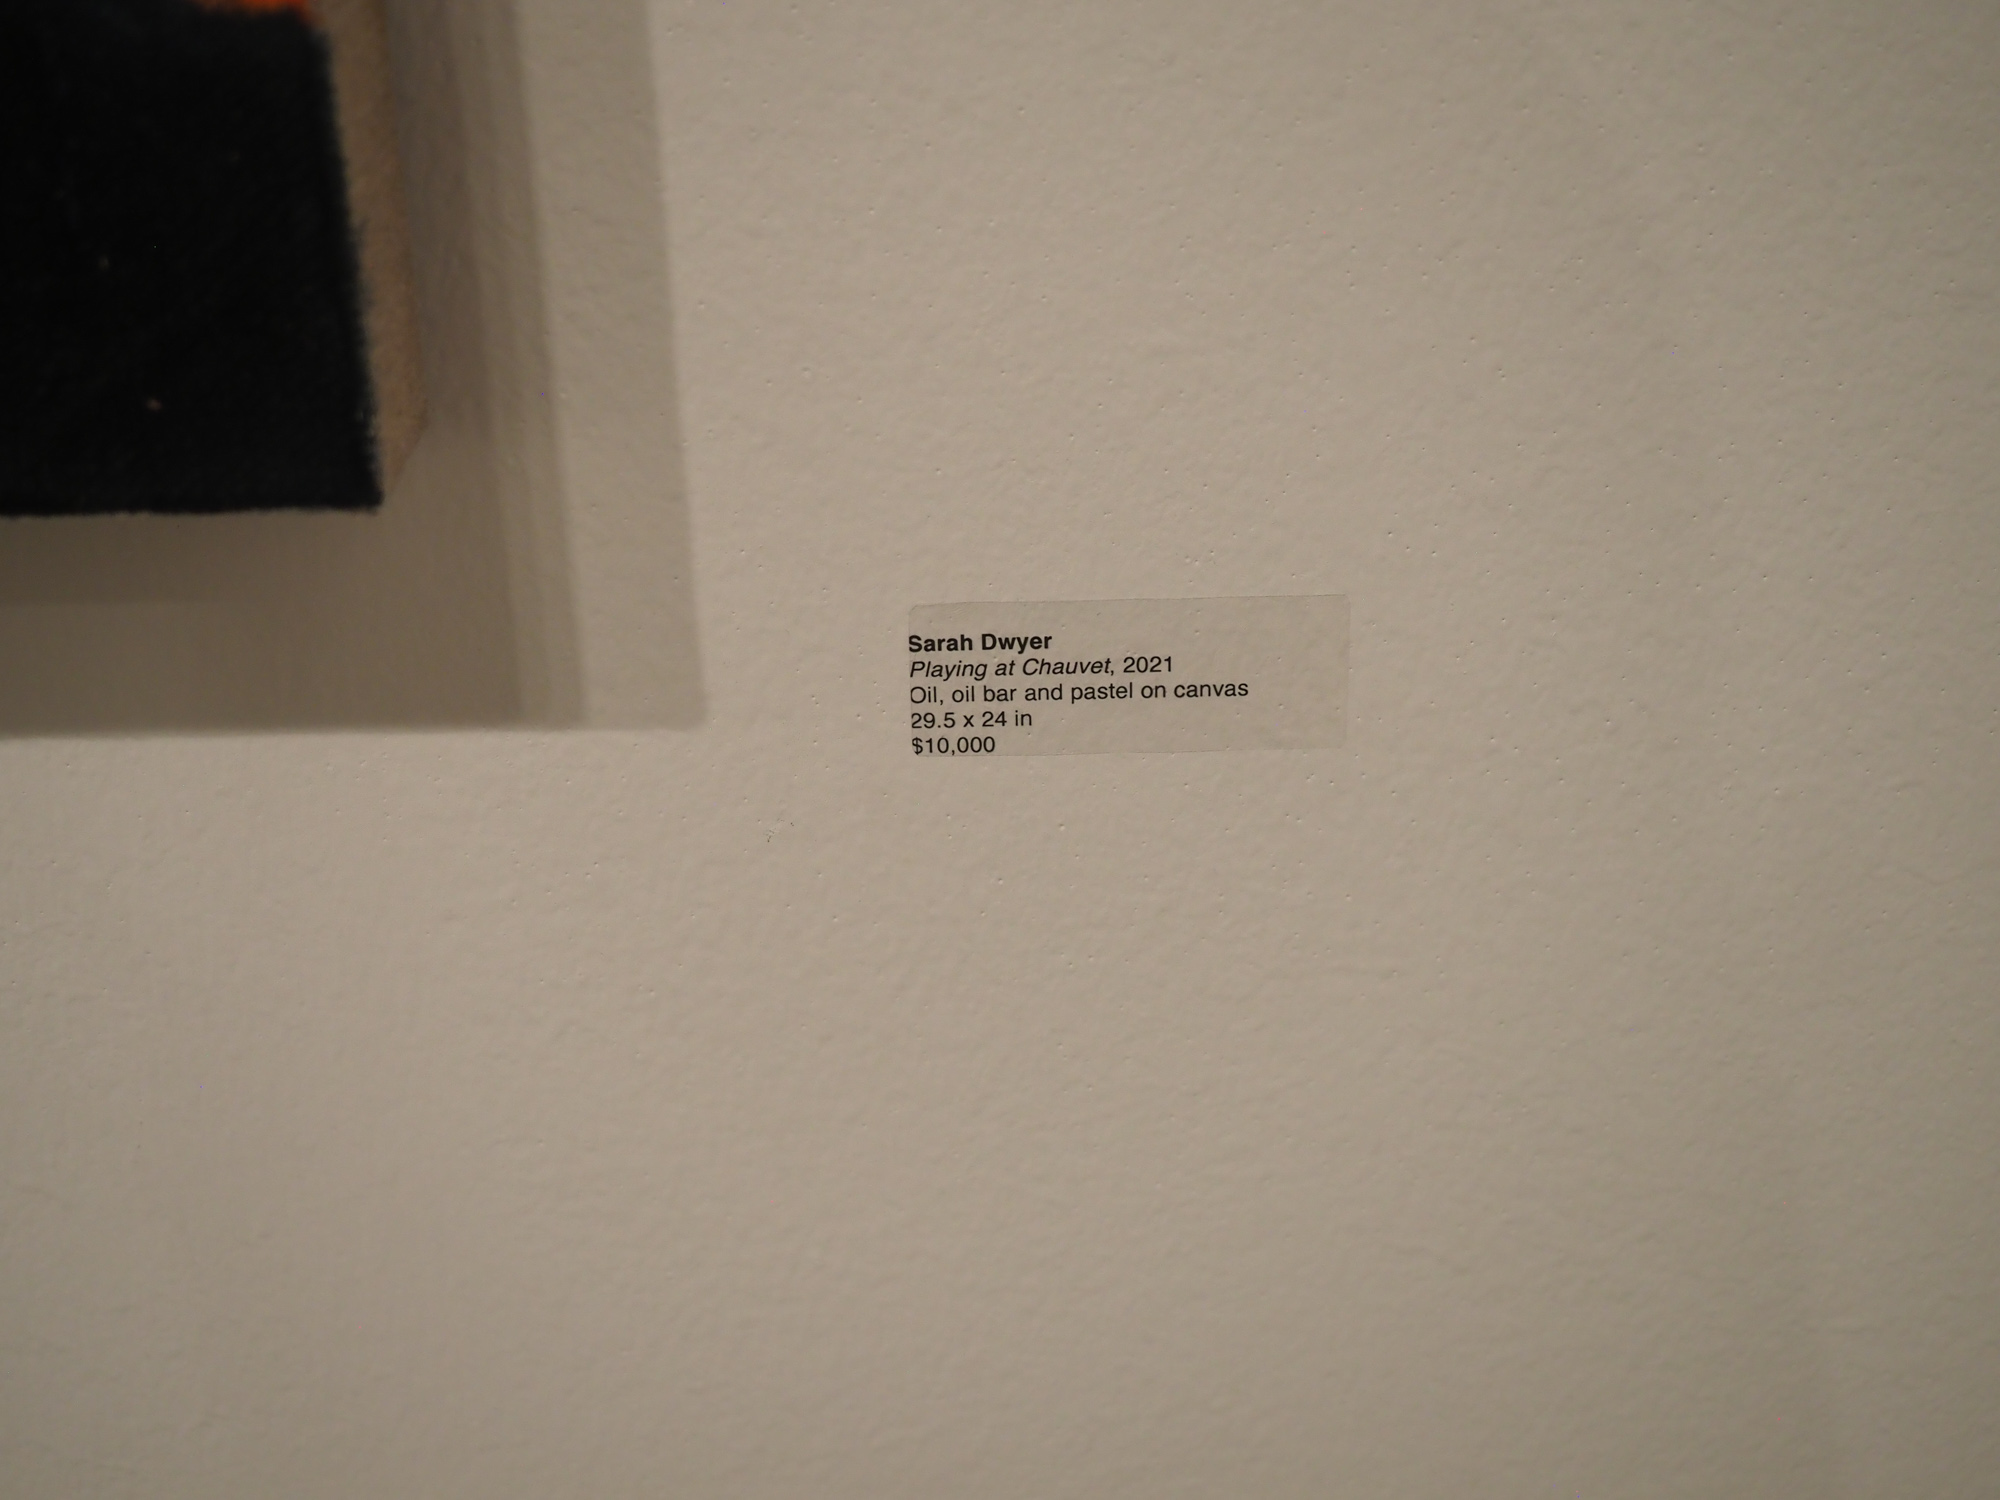 Sarah Dwyer
Playing at Chauvet, 2021
Oil, oil bar and pastel on canvas
29.5 x 24 in
$10,000